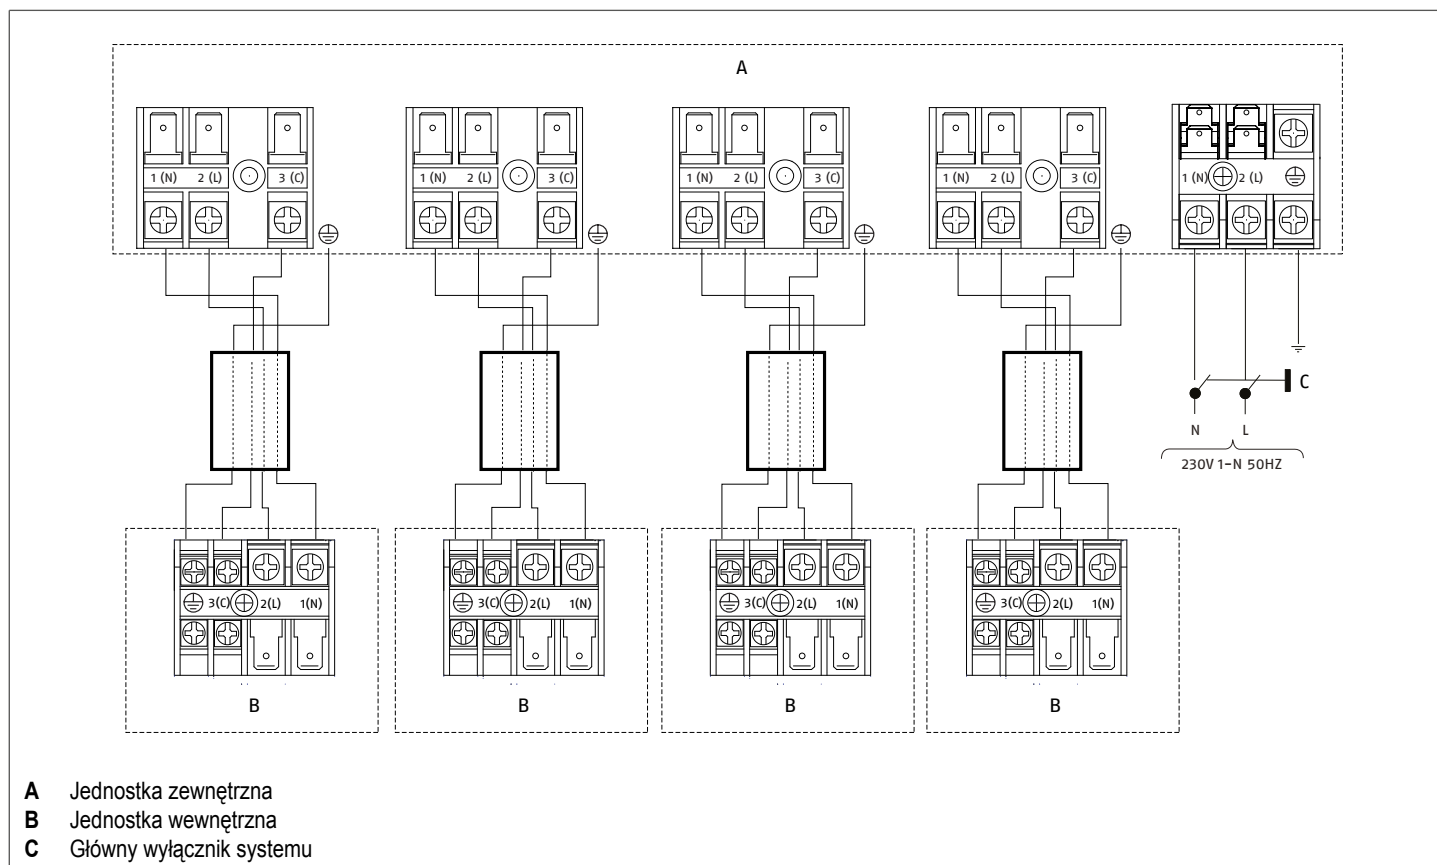 A
1 (N) 2 (L) 3 (C)
1 (N) 2 (L) 3 (C)
1 (N) 2 (L) 3 (C)
1 (N) 2 (L) 3 (C)
1 (N) 2 (L)
C
N L
230V 1~N 50HZ
3(C) 2(L) 1(N)
3(C) 2(L) 1(N)
3(C) 2(L) 1(N)
3(C) 2(L) 1(N)
B
B
B
B
A Jednostka zewnętrzna
B Jednostka wewnętrzna
C Główny wyłącznik systemu